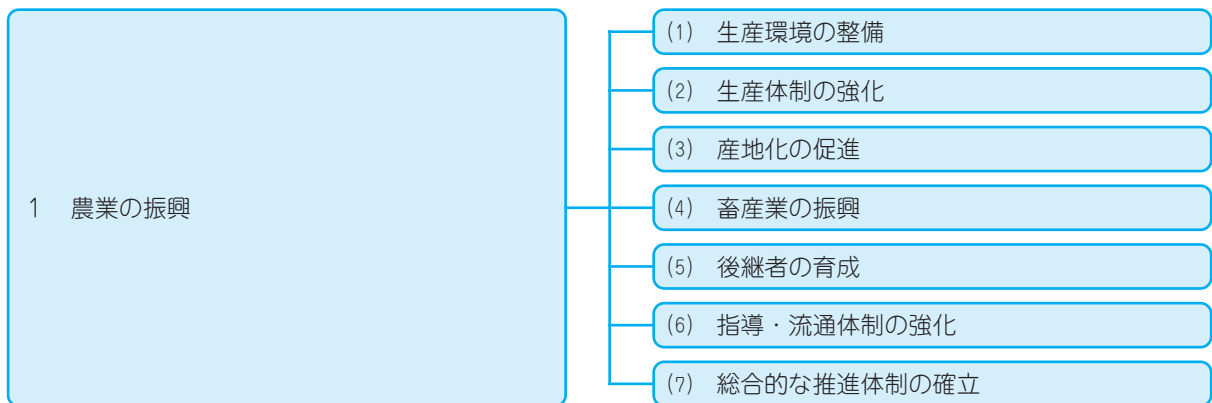 1 農業の振興
(1) 生産環境の整備
(2) 生産体制の強化
(3) 産地化の促進
(4) 畜産業の振興
(5) 後継者の育成
(6) 指導・流通体制の強化
(7) 総合的な推進体制の確立